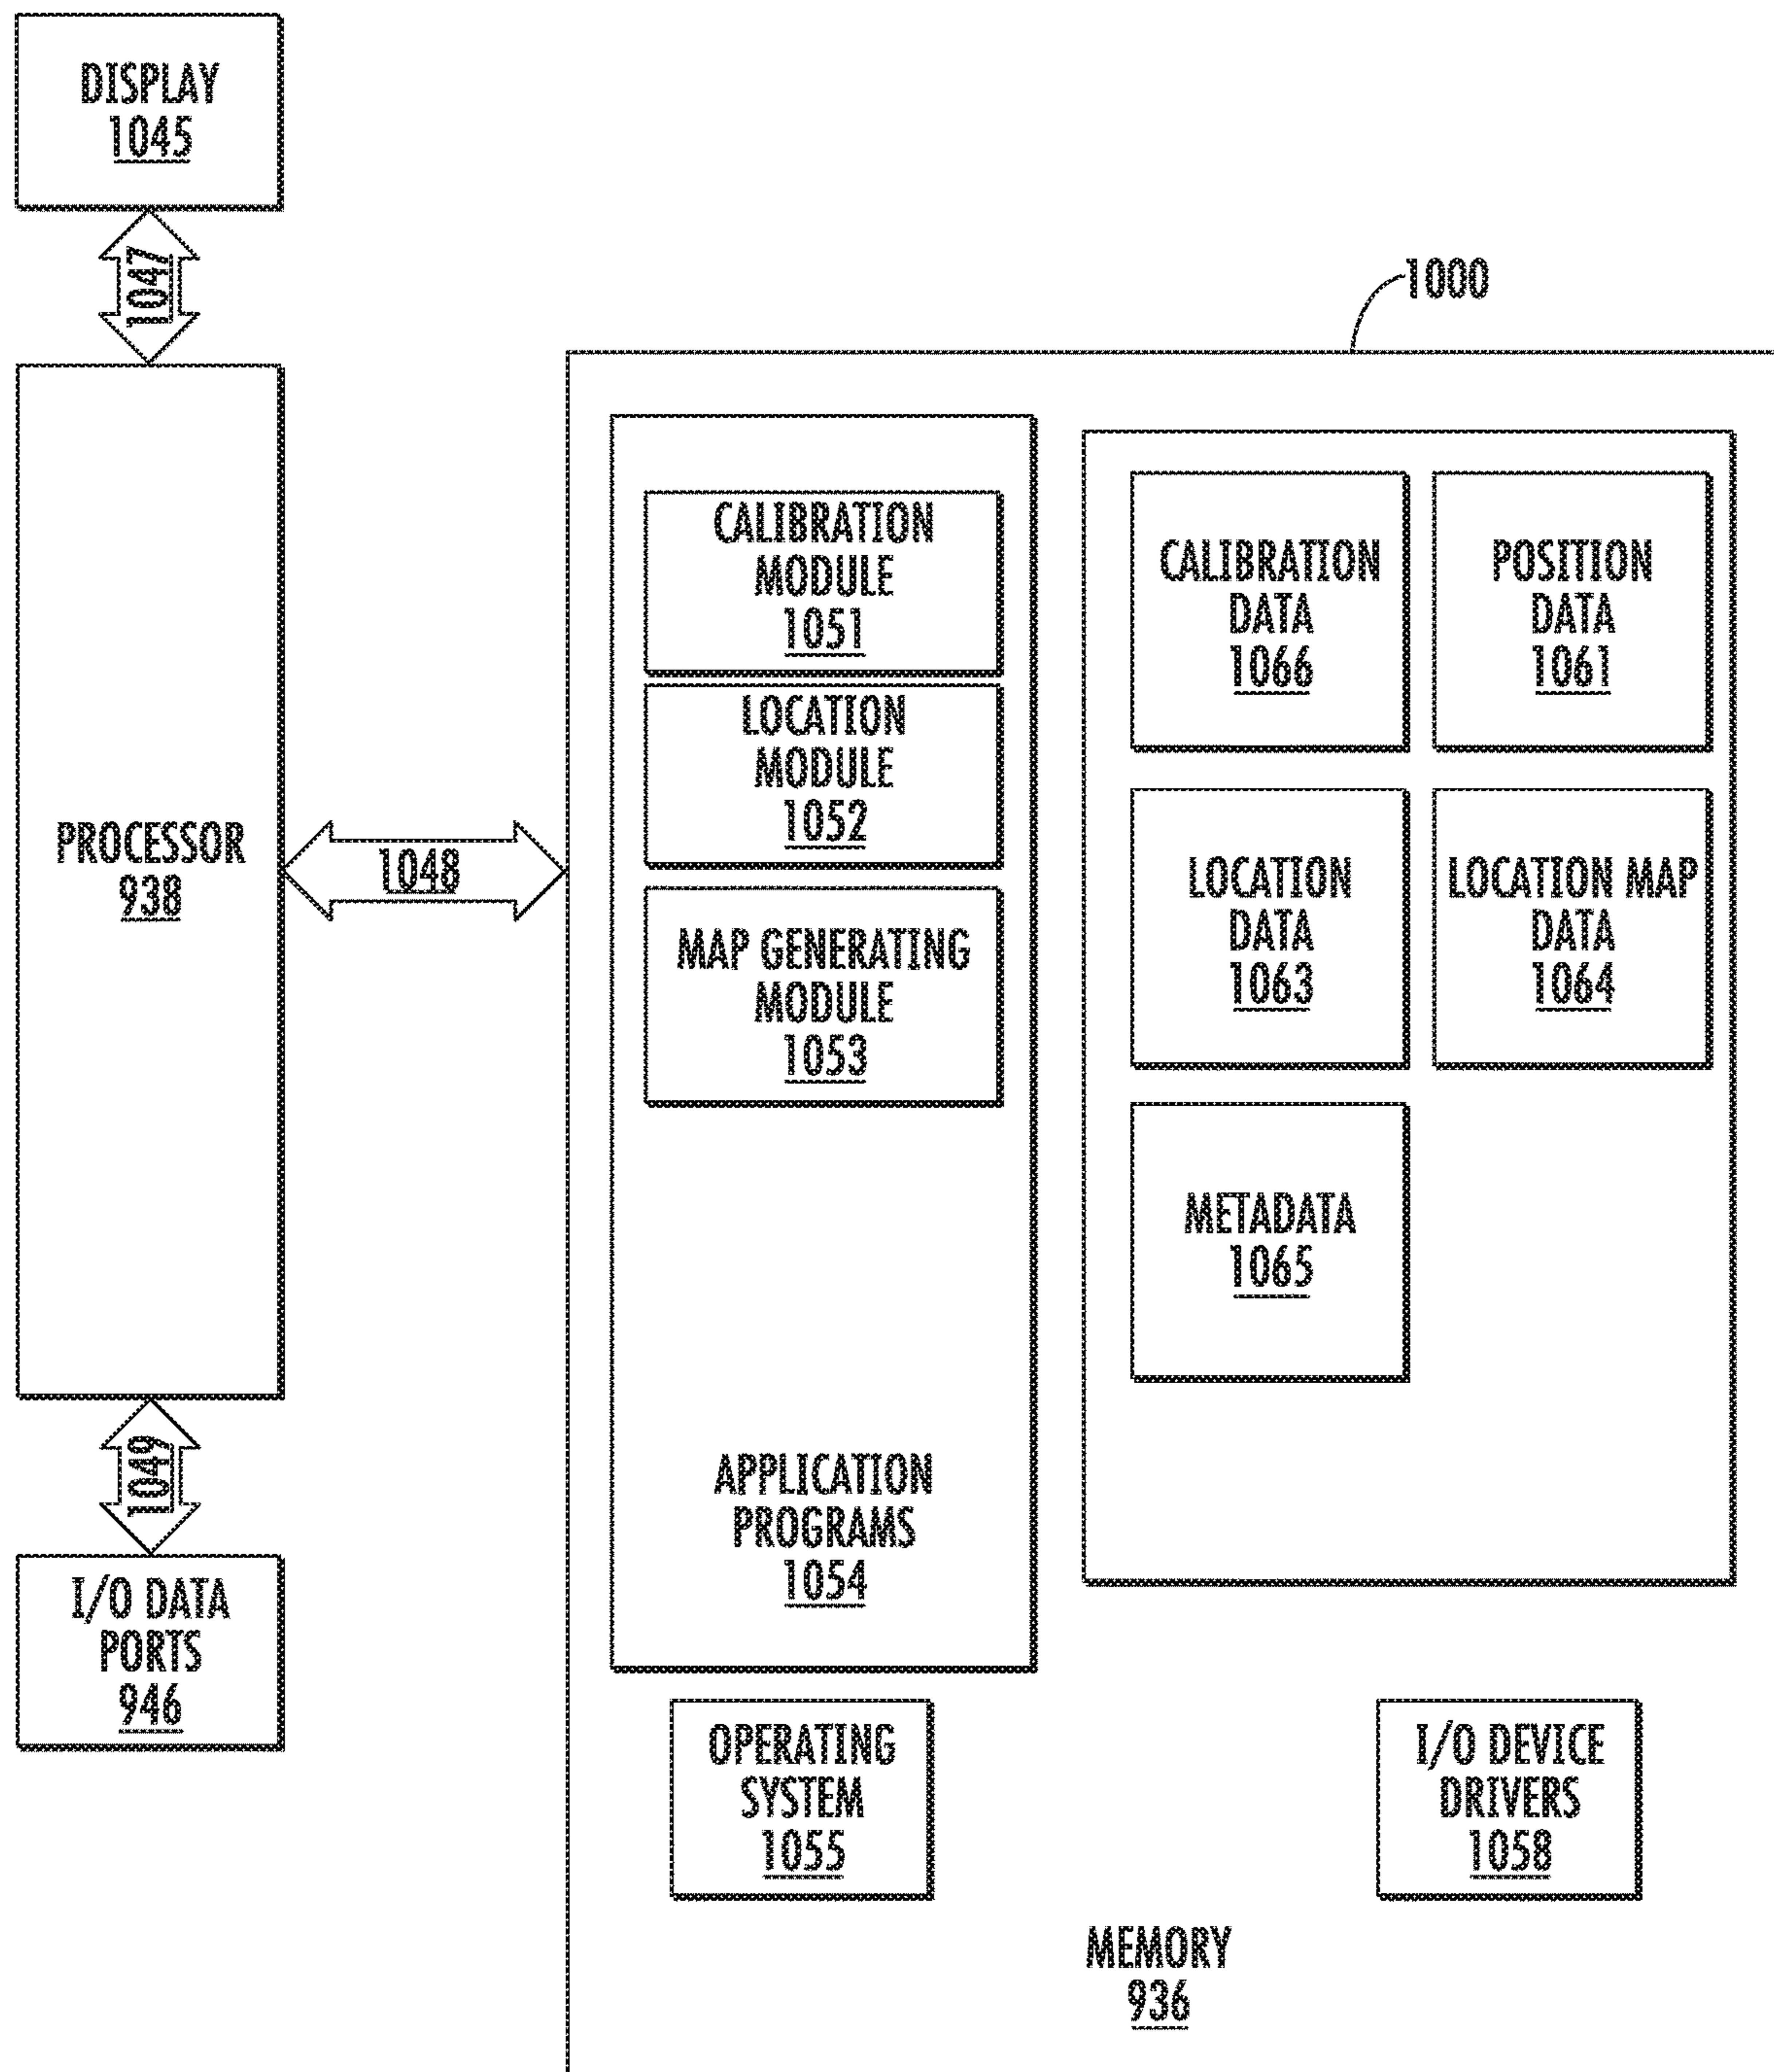 DISPLAY
1045
1047
1000
PROCESSOR
938
1048
1049
I/O DATA
PORTS
946
CALIBRATION
MODULE
1051
LOCATION
MODULE
1052
MAP GENERATING
MODULE
1053
APPLICATION
PROGRAMS
1054
CALIBRATION
DATA
1066
POSITION
DATA
1061
LOCATION
DATA
1063
LOCATION MAP
DATA
1064
METADATA
1065
OPERATING
SYSTEM
1055
I/O DEVICE
DRIVERS
1058
MEMORY
936